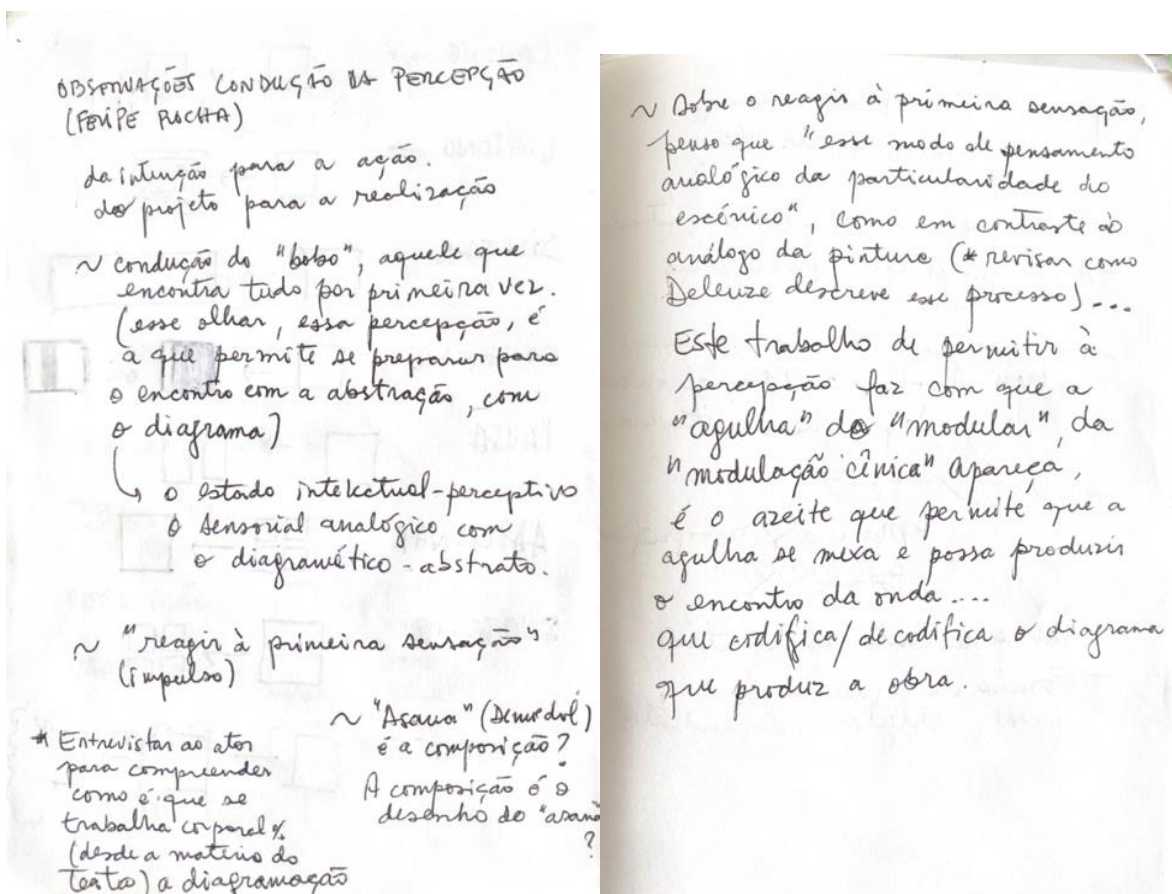 OBSERVAÇÕES CONDUÇÃO DA PERCEPÇÃO
(FELIPE ROCHA)
da intenção para a ação.
do projeto para a realização
~ condução do "bobo", aquele que
encontra tudo por primeira vez.
(esse olhar, essa percepção, é
a que permite se preparar para
o encontro com a abstração, com
o diagrama)
↳ o estado intelectual-perceptivo
o sensorial analógico com
o diagramático-abstrato.
~ "reagir à primeira sensação"
(impulso)
~ "Asana"
é a composição?
A composição é o
desenho do "asana
?
* Entrevistar ao ator
para compreender
como é que se
trabalha corporal %
(desde a do
) a diagramação
~ Sobre o reagir à primeira sensação,
penso que "esse modo de pensamento
analógico da particularidade do
escénico", como em contraste ao
análogo da pintura (* revisar como
Deleuze descreve esse processo)...
Este trabalho de permitir à
percepção faz com que a
"agulha" do "modular", da
"modulação cênica" apareça,
é o azeite que permite que a
agulha se mexa e possa produzir
o encontro da onda....
que codifica/decodifica o diagrama
que produz a obra.